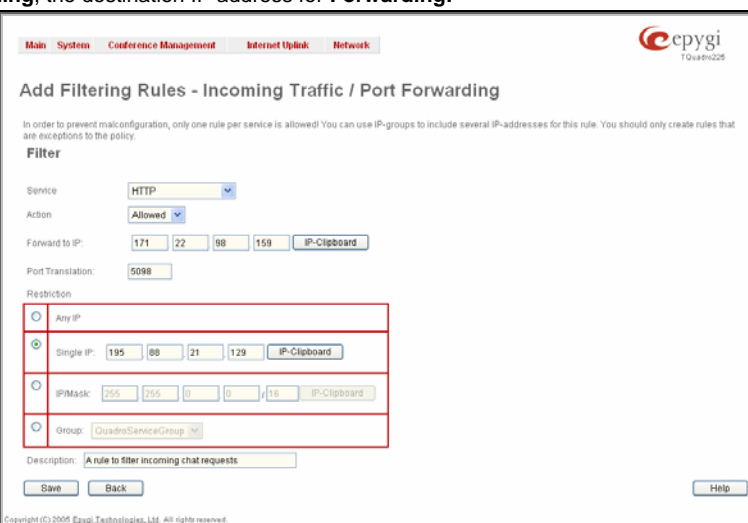 ning, the destination IP address for Forwarding.
Main System Conference Management Internet Uplink Network
epygi
TQuadro225
Add Filtering Rules - Incoming Traffic / Port Forwarding
In order to prevent malconfiguration, only one rule per service is allowed! You can use IP-groups to include several IP-addresses for this rule. You should only create rules that
are exceptions to the policy.
Filter
Service HTTP
Action Allowed
Forward to IP: 171 22 98 159 IP-Clipboard
Port Translation: 5098
Restriction
Any IP
Single IP: 195 88 21 129 IP-Clipboard
IP/Mask: 255 255 0 0 / 16 IP-Clipboard
Group: QuadroServiceGroup
Description: A rule to filter incoming chat requests
Save Back Help
Copyright (C) 2005 Epygi Technologies, Ltd. All rights reserved.